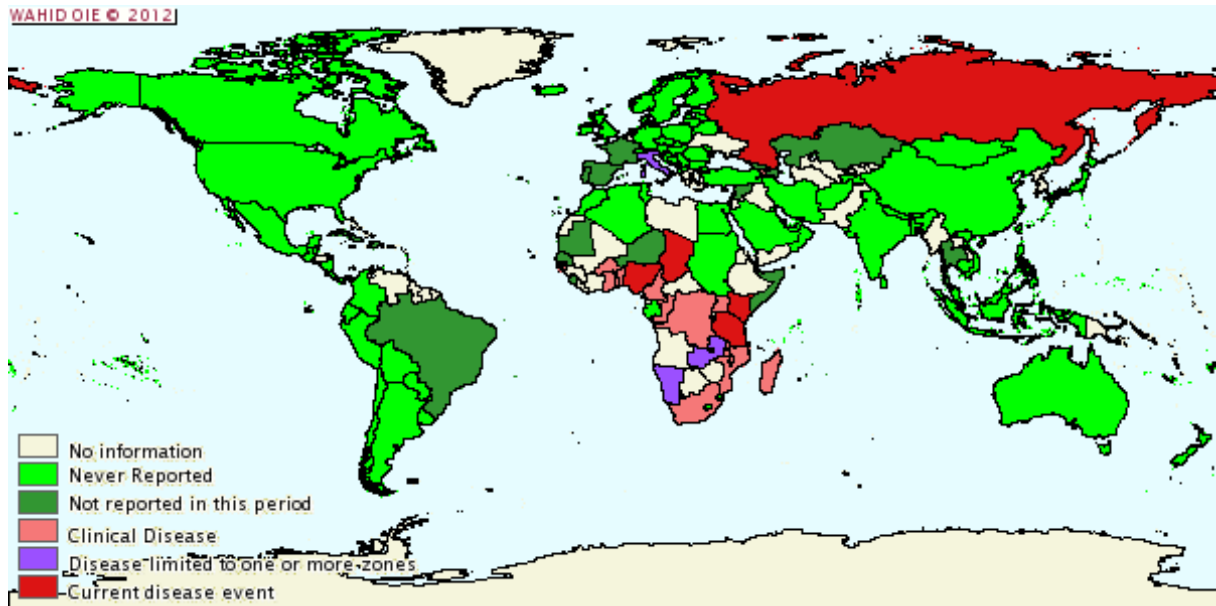 WAHID OIE © 2012
No information
Never Reported
Not reported in this period
Clinical Disease
Disease limited to one or more zones
Current disease event